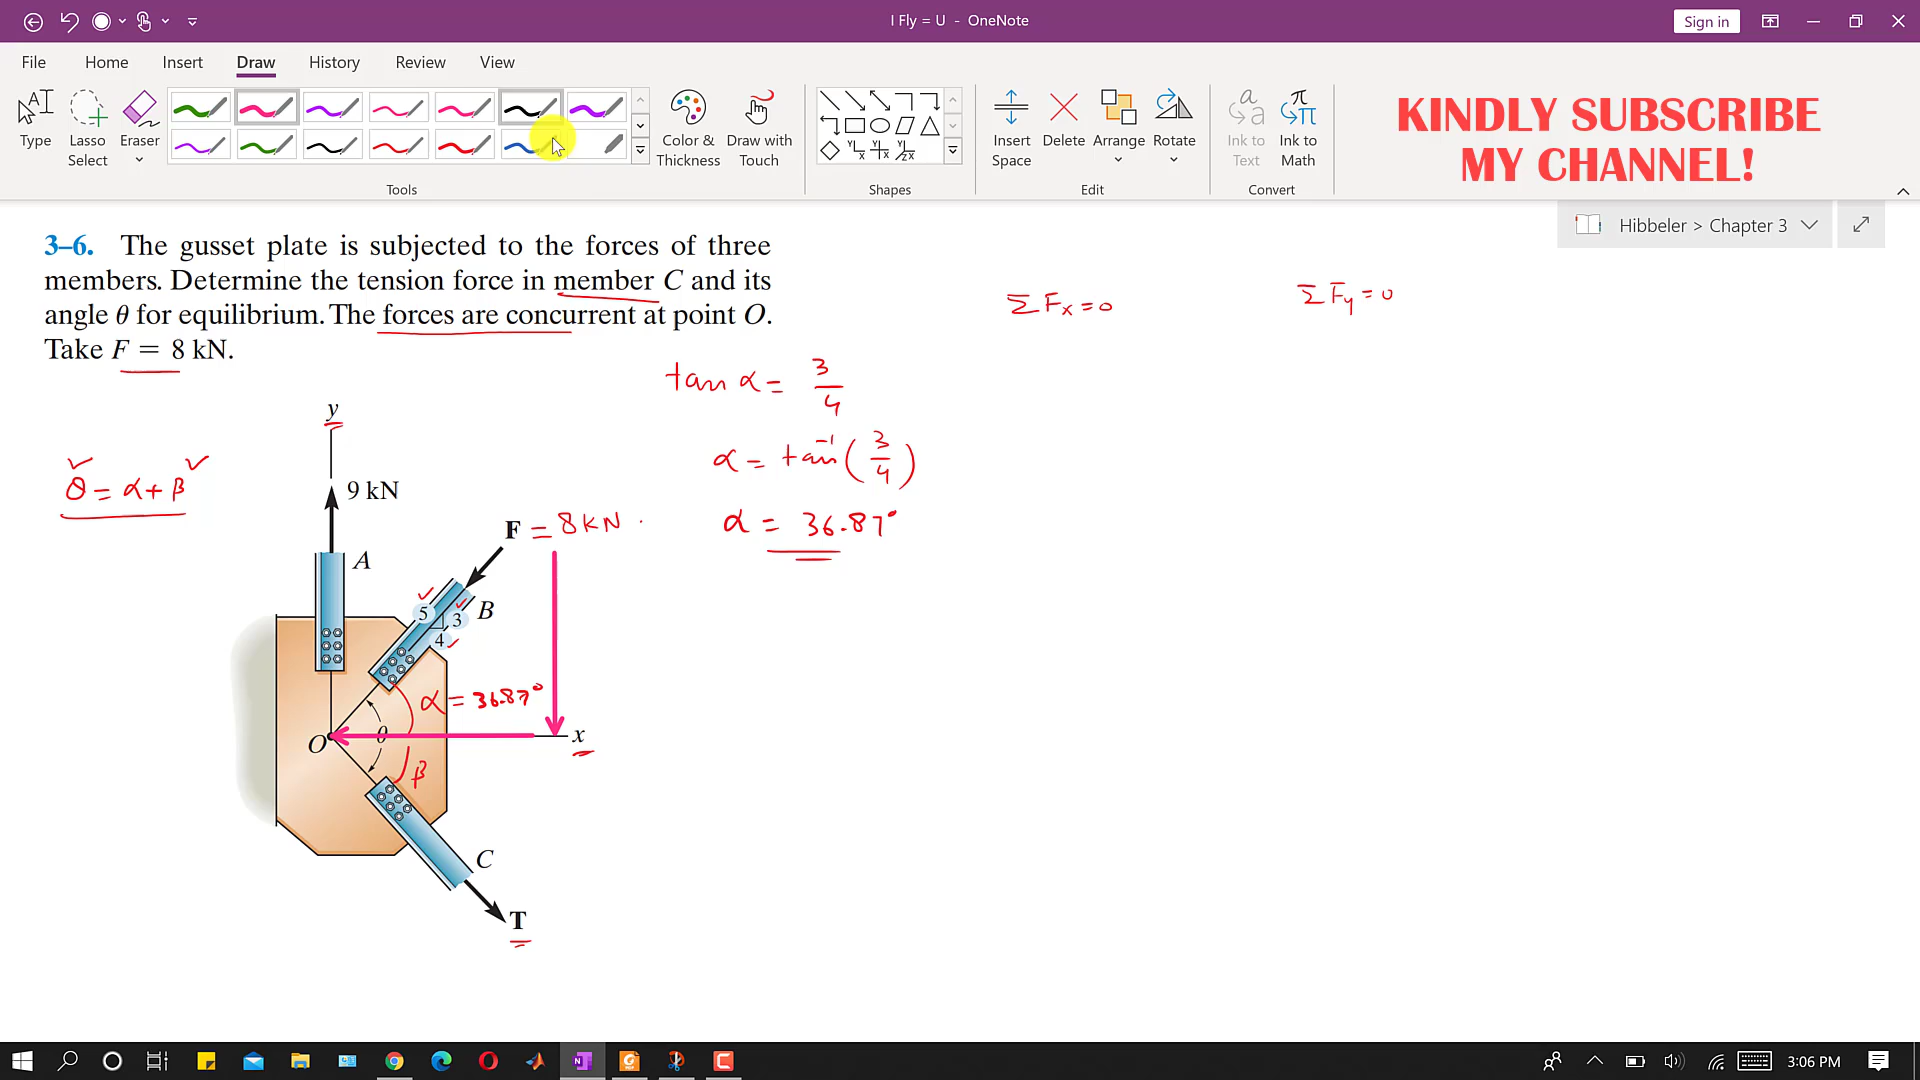 I Fly = U - OneNote
Sign in
File Home Insert Draw History Review View
Type
Lasso Select
Eraser
Color & Thickness
Draw with Touch
Insert Space
Delete
Arrange
Rotate
Ink to Text
Ink to Math
Tools
Shapes
Edit
Convert
KINDLY SUBSCRIBE
MY CHANNEL!
Hibbeler > Chapter 3
3–6. The gusset plate is subjected to the forces of three
members. Determine the tension force in member C and its
angle θ for equilibrium. The forces are concurrent at point O.
Take F = 8 kN.
ΣFx = 0
ΣFy = 0
tan α = 3/4
α = tan⁻¹(3/4)
α = 36.87°
θ = α + β
y
9 kN
A
F = 8 kN
5
3
4
B
α = 36.87°
O
θ
x
β
C
T
3:06 PM